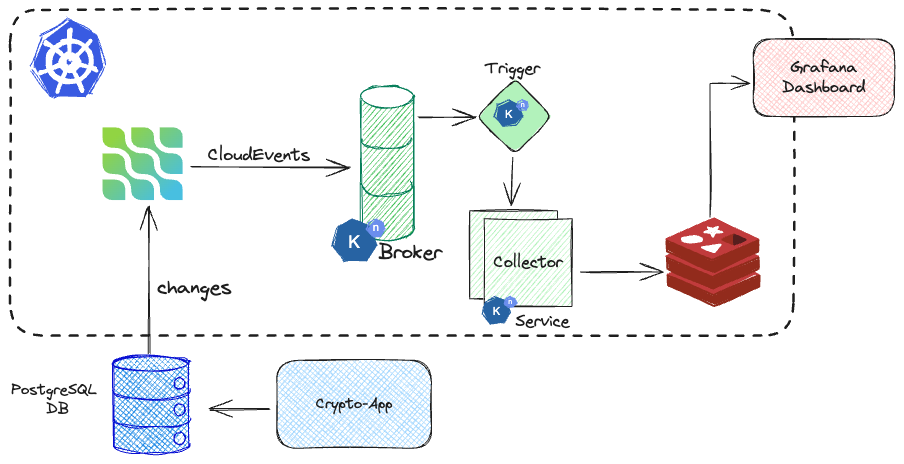 Trigger
K
n
Grafana
Dashboard
CloudEvents
K
n
Broker
Collector
K
n
Service
changes
PostgreSQL
DB
Crypto-App